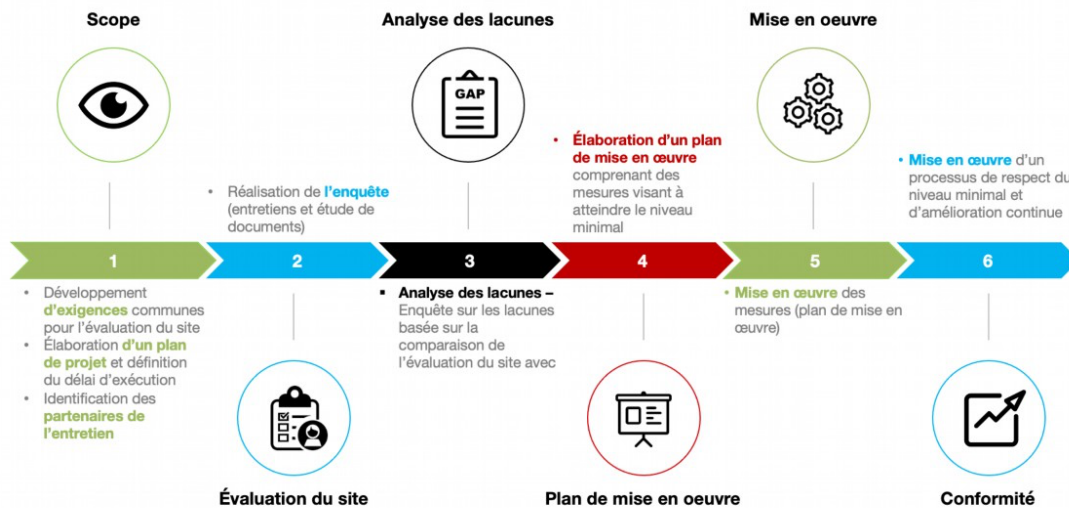 Scope
Analyse des lacunes
Mise en oeuvre
GAP
• Réalisation de l'enquête
(entretiens et étude de
documents)
• Élaboration d'un plan
de mise en œuvre
comprenant des
mesures visant à
atteindre le niveau
minimal
• Mise en œuvre d'un
processus de respect du
niveau minimal et
d'amélioration continue
1
2
3
4
5
6
• Développement
d'exigences communes
pour l'évaluation du site
• Élaboration d'un plan
de projet et définition
du délai d'exécution
• Identification des
partenaires de
l'entretien
▪ Analyse des lacunes –
Enquête sur les lacunes
basée sur la
comparaison de
l'évaluation du site avec
• Mise en œuvre des
mesures (plan de mise en
œuvre)
Évaluation du site
Plan de mise en oeuvre
Conformité